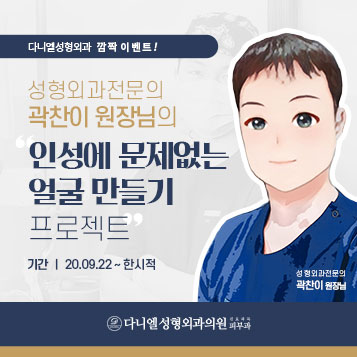 다니엘성형외과 깜짝 이벤트!
성형외과전문의
곽찬이 원장님의
“인성에 문제없는
얼굴 만들기
프로젝트”
기간 | 20.09.22 ~ 한시적
성형외과전문의
곽찬이 원장님
다니엘성형외과의원 피부과